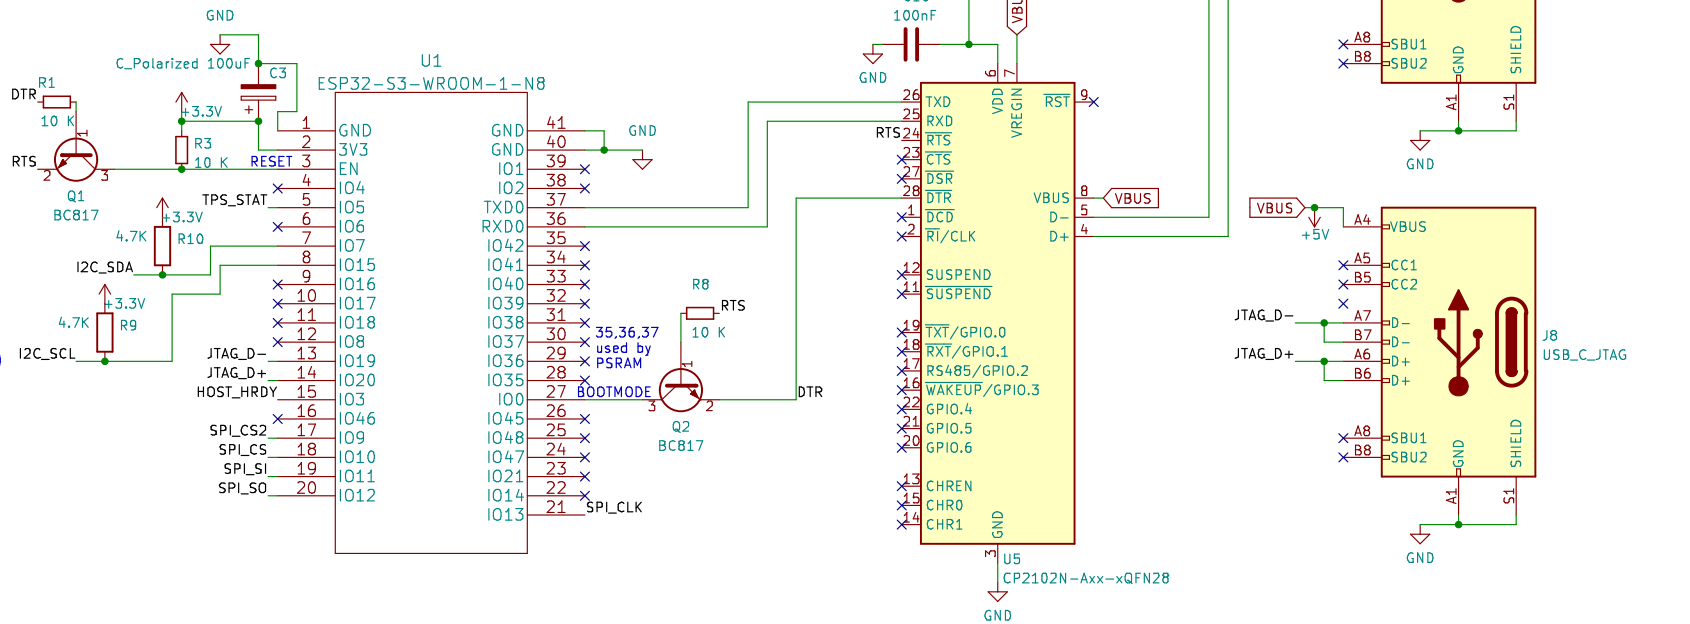 GND
C_Polarized 100uF
C3
+
R1
DTR
10 K
1
RTS
2
3
Q1
BC817
+3.3V
R3
10 K
RESET
TPS_STAT
+3.3V
4.7K
R10
I2C_SDA
+3.3V
4.7K
R9
I2C_SCL
JTAG_D-
JTAG_D+
HOST_HRDY
SPI_CS2
SPI_CS
SPI_SI
SPI_SO
U1
ESP32-S3-WROOM-1-N8
1 GND
2 3V3
3 EN
4 IO4
5 IO5
6 IO6
7 IO7
8 IO15
9 IO16
10 IO17
11 IO18
12 IO8
13 IO19
14 IO20
15 IO3
16 IO46
17 IO9
18 IO10
19 IO11
20 IO12
GND 41
GND 40
IO1 39
IO2 38
TXD0 37
RXD0 36
IO42 35
IO41 34
IO40 33
IO39 32
IO38 31
IO37 30
IO36 29
IO35 28
IO0 27
IO45 26
IO48 25
IO47 24
IO21 23
IO14 22
IO13 21
GND
35,36,37
used by
PSRAM
BOOTMODE
SPI_CLK
R8
RTS
10 K
1
3
2
Q2
BC817
DTR
100nF
GND
6
7
VDD
VREGIN
26 TXD
25 RXD
RTS
24 RTS
23 CTS
27 DSR
28 DTR
1 DCD
2 RI/CLK
12 SUSPEND
11 SUSPEND
19 TXT/GPIO.0
18 RXT/GPIO.1
17 RS485/GPIO.2
16 WAKEUP/GPIO.3
22 GPIO.4
21 GPIO.5
20 GPIO.6
13 CHREN
15 CHR0
14 CHR1
RST 9
VBUS 8
VBUS
D- 5
D+ 4
GND
3
U5
CP2102N-Axx-xQFN28
GND
A8 SBU1
B8 SBU2
GND
SHIELD
A1
S1
GND
VBUS
+5V
A4 VBUS
A5 CC1
B5 CC2
JTAG_D-
A7 D-
B7 D-
JTAG_D+
A6 D+
B6 D+
A8 SBU1
B8 SBU2
GND
SHIELD
A1
S1
GND
J8
USB_C_JTAG